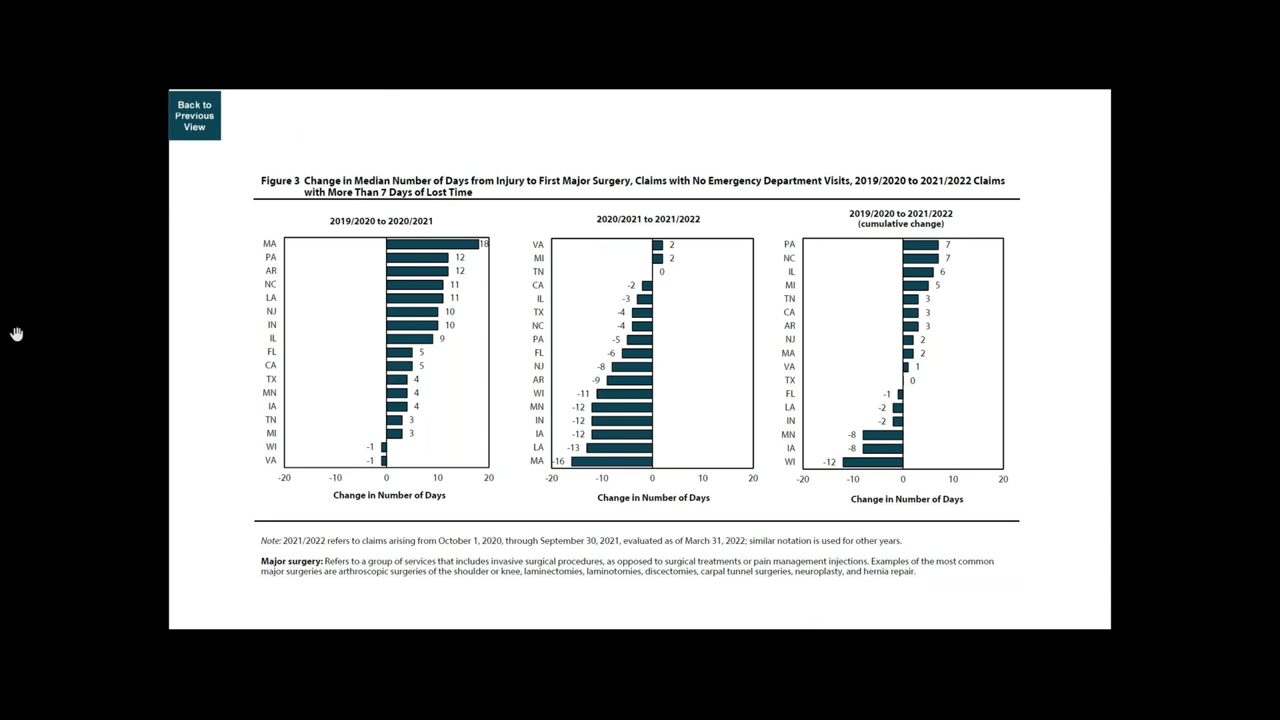 Back to
Previous
View
Figure 3 Change in Median Number of Days from Injury to First Major Surgery, Claims with No Emergency Department Visits, 2019/2020 to 2021/2022 Claims
with More Than 7 Days of Lost Time
2019/2020 to 2020/2021
MA 18
PA 12
AR 12
NC 11
LA 11
NJ 10
IN 10
IL 9
FL 5
CA 5
TX 4
MN 4
IA 4
TN 3
MI 3
WI -1
VA -1
-20 -10 0 10 20
Change in Number of Days
2020/2021 to 2021/2022
VA 2
MI 2
TN 0
CA -2
IL -3
TX -4
NC -4
PA -5
FL -6
NJ -8
AR -9
WI -11
MN -12
IN -12
IA -12
LA -13
MA -16
-20 -10 0 10 20
Change in Number of Days
2019/2020 to 2021/2022
(cumulative change)
PA 7
NC 7
IL 6
MI 5
TN 3
CA 3
AR 3
NJ 2
MA 2
VA 1
TX 0
FL -1
LA -2
IN -2
MN -8
IA -8
WI -12
-20 -10 0 10 20
Change in Number of Days
Note: 2021/2022 refers to claims arising from October 1, 2020, through September 30, 2021, evaluated as of March 31, 2022; similar notation is used for other years.
Major surgery: Refers to a group of services that includes invasive surgical procedures, as opposed to surgical treatments or pain management injections. Examples of the most common
major surgeries are arthroscopic surgeries of the shoulder or knee, laminectomies, laminotomies, discectomies, carpal tunnel surgeries, neuroplasty, and hernia repair.